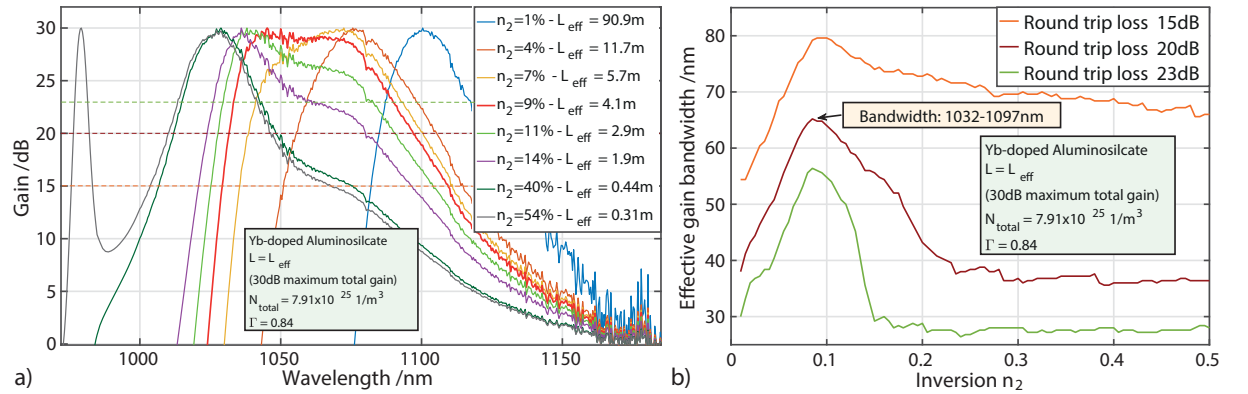 30
25
20
15
10
5
0
Gain /dB
1000
1050
1100
1150
Wavelength /nm
a)
n2=1% - L eff = 90.9m
n2=4% - L eff = 11.7m
n2=7% - L eff = 5.7m
n2=9% - L eff = 4.1m
n2=11% - L eff = 2.9m
n2=14% - L eff = 1.9m
n2=40% - L eff = 0.44m
n2=54% - L eff = 0.31m
Yb-doped Aluminosilcate
L = L eff
(30dB maximum total gain)
N total = 7.91x10 25 1/m3
Γ = 0.84
80
70
60
50
40
30
Effective gain bandwidth /nm
0
0.1
0.2
0.3
0.4
0.5
Inversion n2
b)
Round trip loss 15dB
Round trip loss 20dB
Round trip loss 23dB
Bandwidth: 1032-1097nm
Yb-doped Aluminosilcate
L = L eff
(30dB maximum total gain)
N total = 7.91x10 25 1/m3
Γ = 0.84